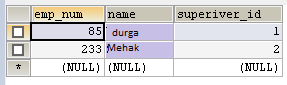 emp_num name superiver_id
85 durga 1
233 Mehak 2
* (NULL) (NULL) (NULL)